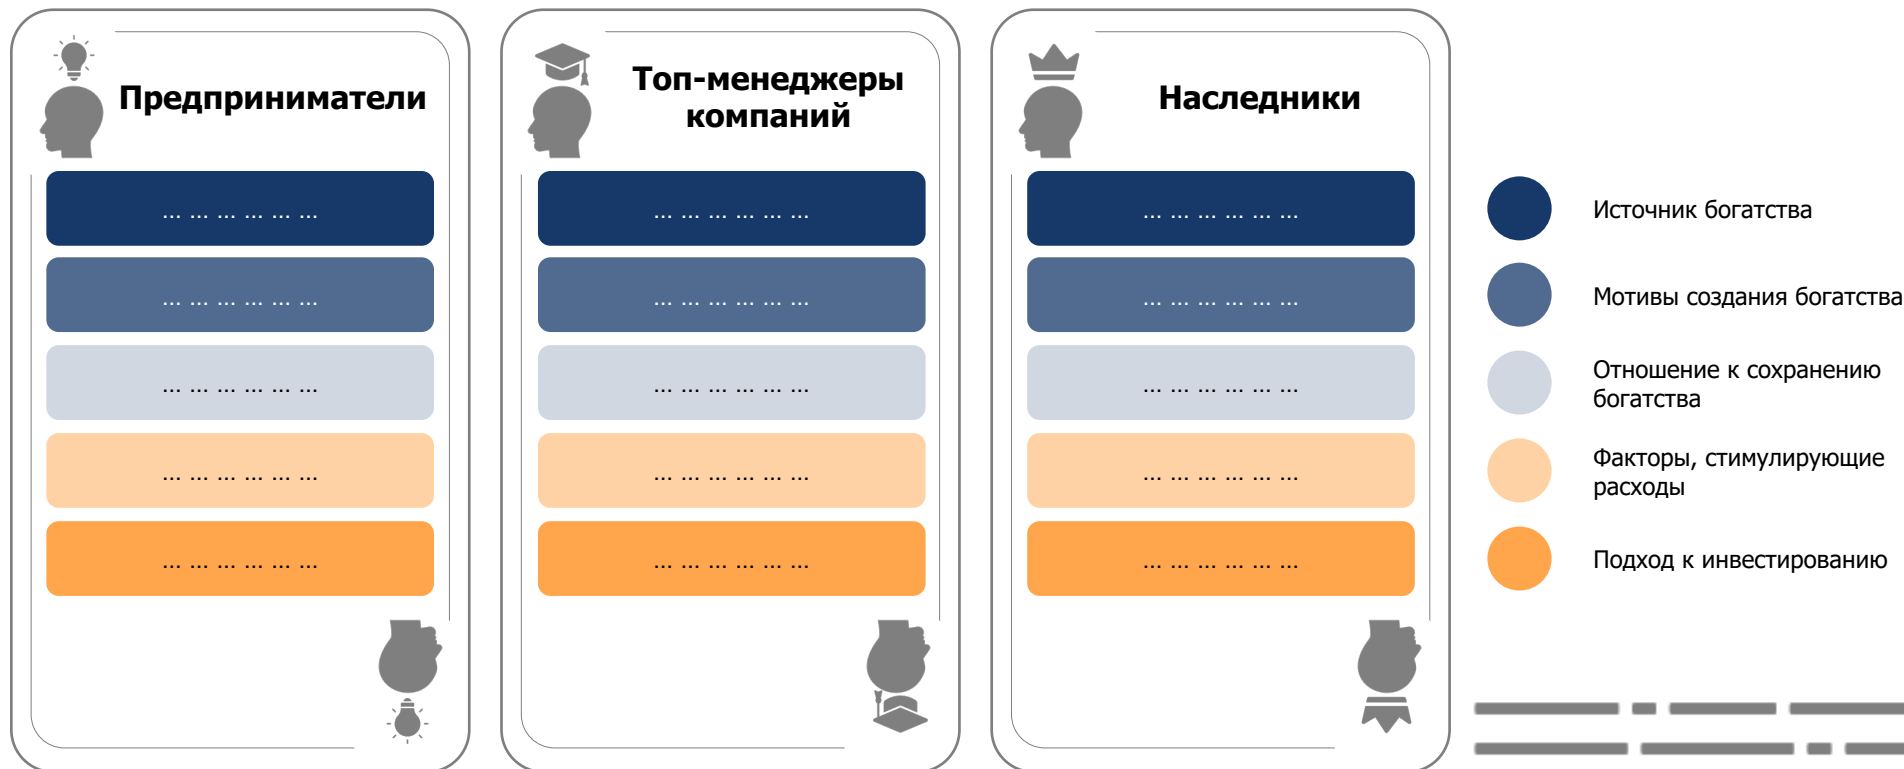 Предприниматели
… … … … … …
… … … … … …
… … … … … …
… … … … … …
… … … … … …
Топ-менеджеры
компаний
… … … … … …
… … … … … …
… … … … … …
… … … … … …
… … … … … …
Наследники
… … … … … …
… … … … … …
… … … … … …
… … … … … …
… … … … … …
Источник богатства
Мотивы создания богатства
Отношение к сохранению
богатства
Факторы, стимулирующие
расходы
Подход к инвестированию